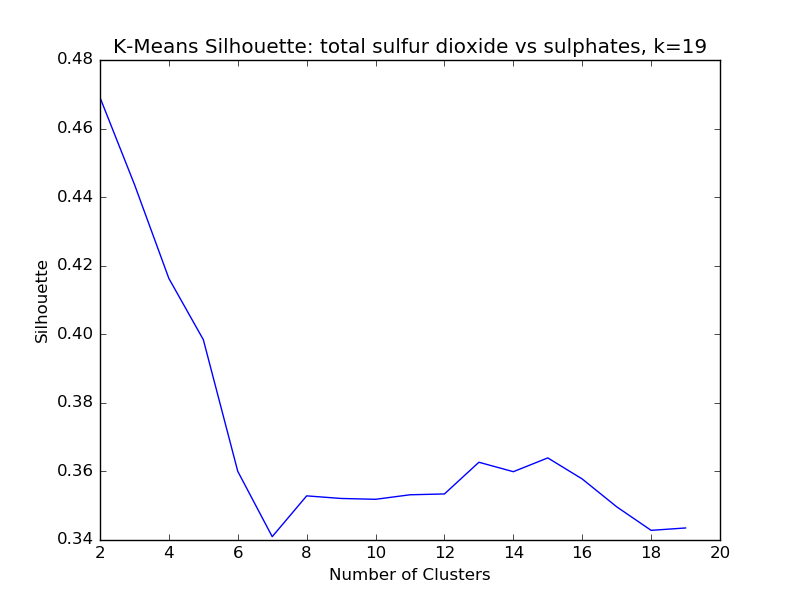 K-Means Silhouette: total sulfur dioxide vs sulphates, k=19
0.48
0.46
0.44
0.42
0.40
0.38
0.36
0.34
Silhouette
2 4 6 8 10 12 14 16 18 20
Number of Clusters